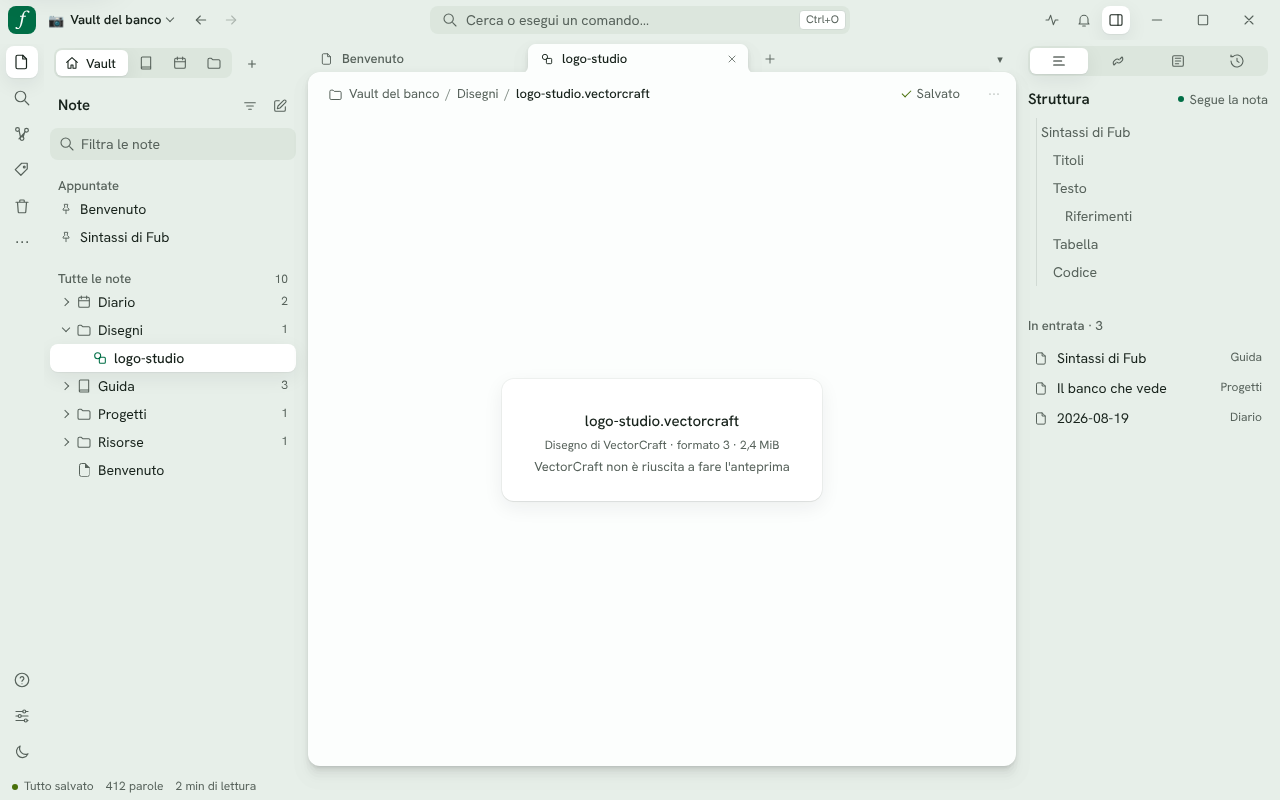 Vault del banco
Cerca o esegui un comando…
Ctrl+O
Vault
Benvenuto
logo-studio
Note
Filtra le note
Appuntate
Benvenuto
Sintassi di Fub
Tutte le note 10
Diario 2
Disegni 1
logo-studio
Guida 3
Progetti 1
Risorse 1
Benvenuto
Vault del banco / Disegni / logo-studio.vectorcraft
Salvato
logo-studio.vectorcraft
Disegno di VectorCraft · formato 3 · 2,4 MiB
VectorCraft non è riuscita a fare l'anteprima
Struttura
Segue la nota
Sintassi di Fub
Titoli
Testo
Riferimenti
Tabella
Codice
In entrata · 3
Sintassi di Fub Guida
Il banco che vede Progetti
2026-08-19 Diario
Tutto salvato 412 parole 2 min di lettura